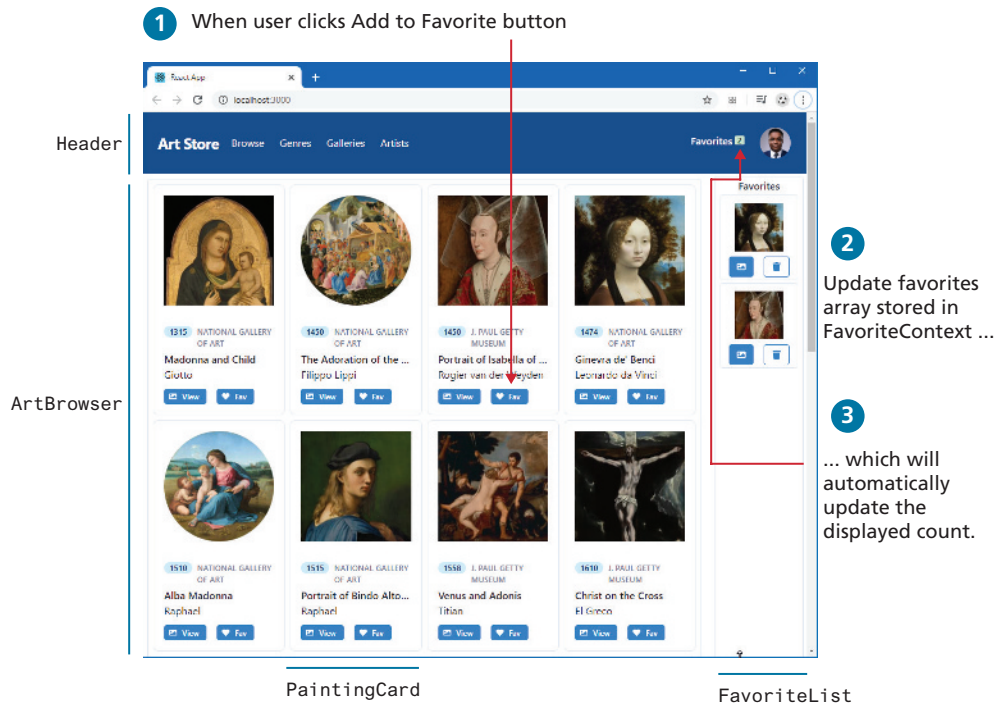 1 When user clicks Add to Favorite button
React App
localhost:3000
Header
Art Store Browse Genres Galleries Artists
Favorites 2
Favorites
1315 NATIONAL GALLERY
OF ART
Madonna and Child
Giotto
View Fav
1450 NATIONAL GALLERY
OF ART
The Adoration of the ...
Filippo Lippi
View Fav
1450 J. PAUL GETTY
MUSEUM
Portrait of Isabella of ...
Rogier van der Weyden
View Fav
1474 NATIONAL GALLERY
OF ART
Ginevra de' Benci
Leonardo da Vinci
View Fav
2
Update favorites
array stored in
FavoriteContext ...
ArtBrowser
3
... which will
automatically
update the
displayed count.
1510 NATIONAL GALLERY
OF ART
Alba Madonna
Raphael
View Fav
1515 NATIONAL GALLERY
OF ART
Portrait of Bindo Alto...
Raphael
View Fav
1550 J. PAUL GETTY
MUSEUM
Venus and Adonis
Titian
View Fav
1610 J. PAUL GETTY
MUSEUM
Christ on the Cross
El Greco
View Fav
PaintingCard
FavoriteList